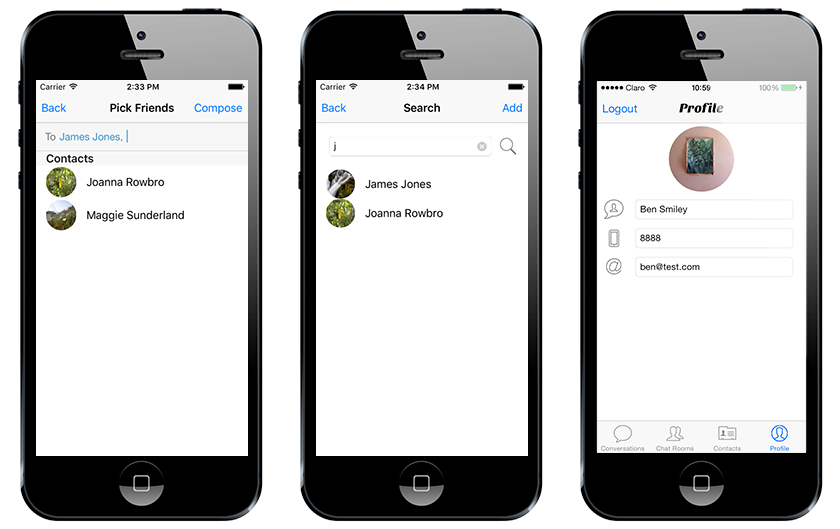 Carrier 2:33 PM
Back Pick Friends Compose
To James Jones,
Contacts
Joanna Rowbro
Maggie Sunderland
Carrier 2:34 PM
Back Search Add
j
James Jones
Joanna Rowbro
Claro 10:59 100%
Logout Profile
Ben Smiley
8888
ben@test.com
Conversations Chat Rooms Contacts Profile